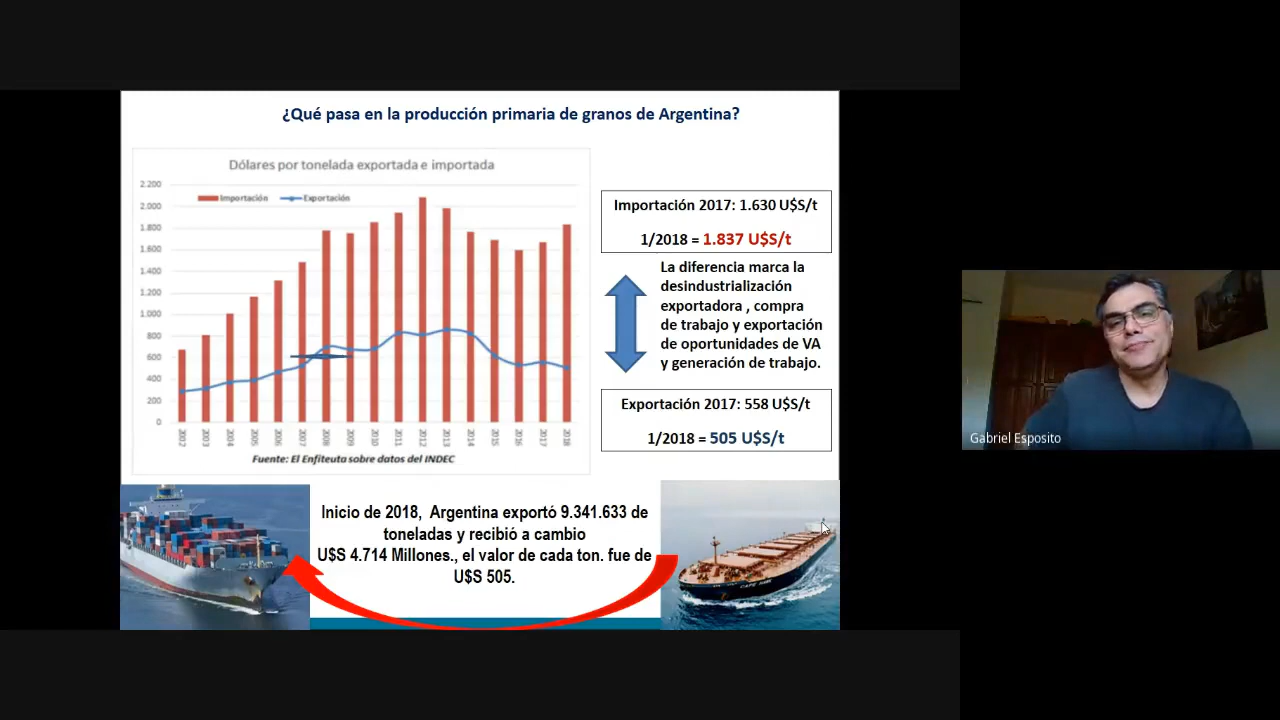 ¿Qué pasa en la producción primaria de granos de Argentina?
Dólares por tonelada exportada e importada
Importación
Exportación
2.200
2.000
1.800
1.600
1.400
1.200
1.000
800
600
400
200
0
2002 2003 2004 2005 2006 2007 2008 2009 2010 2011 2012 2013 2014 2015 2016 2017 2018
Fuente: El Enfiteuta sobre datos del INDEC
Importación 2017: 1.630 U$S/t
1/2018 = 1.837 U$S/t
La diferencia marca la
desindustrialización
exportadora , compra
de trabajo y exportación
de oportunidades de VA
y generación de trabajo.
Exportación 2017: 558 U$S/t
1/2018 = 505 U$S/t
Inicio de 2018, Argentina exportó 9.341.633 de
toneladas y recibió a cambio
U$S 4.714 Millones., el valor de cada ton. fue de
U$S 505.
Gabriel Esposito